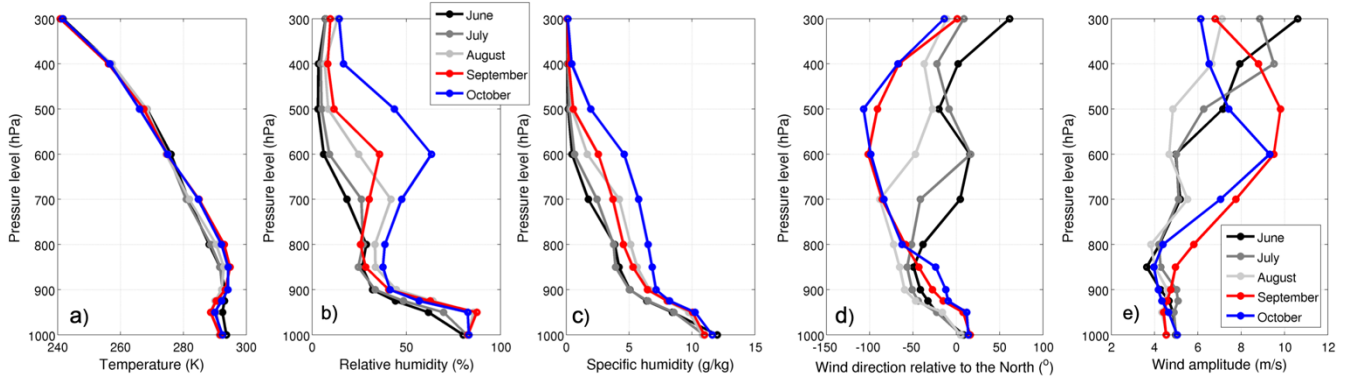 300
400
500
600
700
800
900
1000
Pressure level (hPa)
240
260
280
300
Temperature (K)
a)
300
400
500
600
700
800
900
1000
Pressure level (hPa)
0
50
100
Relative humidity (%)
b)
June
July
August
September
October
300
400
500
600
700
800
900
1000
Pressure level (hPa)
0
5
10
15
Specific humidity (g/kg)
c)
300
400
500
600
700
800
900
1000
Pressure level (hPa)
-150
-100
-50
0
50
100
Wind direction relative to the North (°)
d)
300
400
500
600
700
800
900
1000
Pressure level (hPa)
2
4
6
8
10
12
Wind amplitude (m/s)
e)
June
July
August
September
October